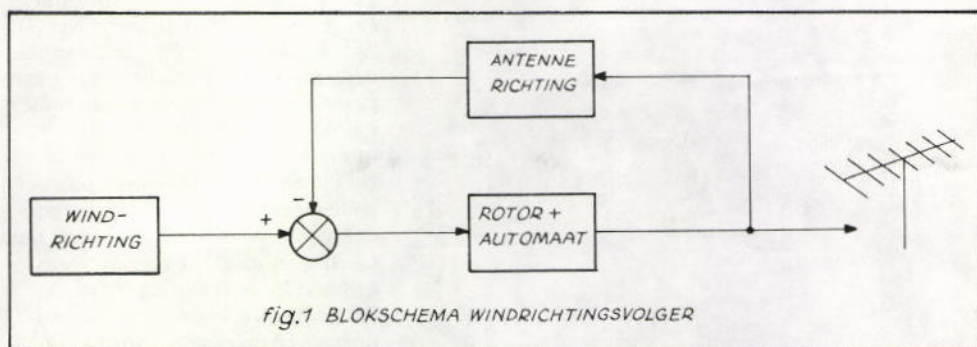 ANTENNE
RICHTING
-
WIND-
RICHTING
+
ROTOR +
AUTOMAAT
fig.1 BLOKSCHEMA WINDRICHTINGSVOLGER